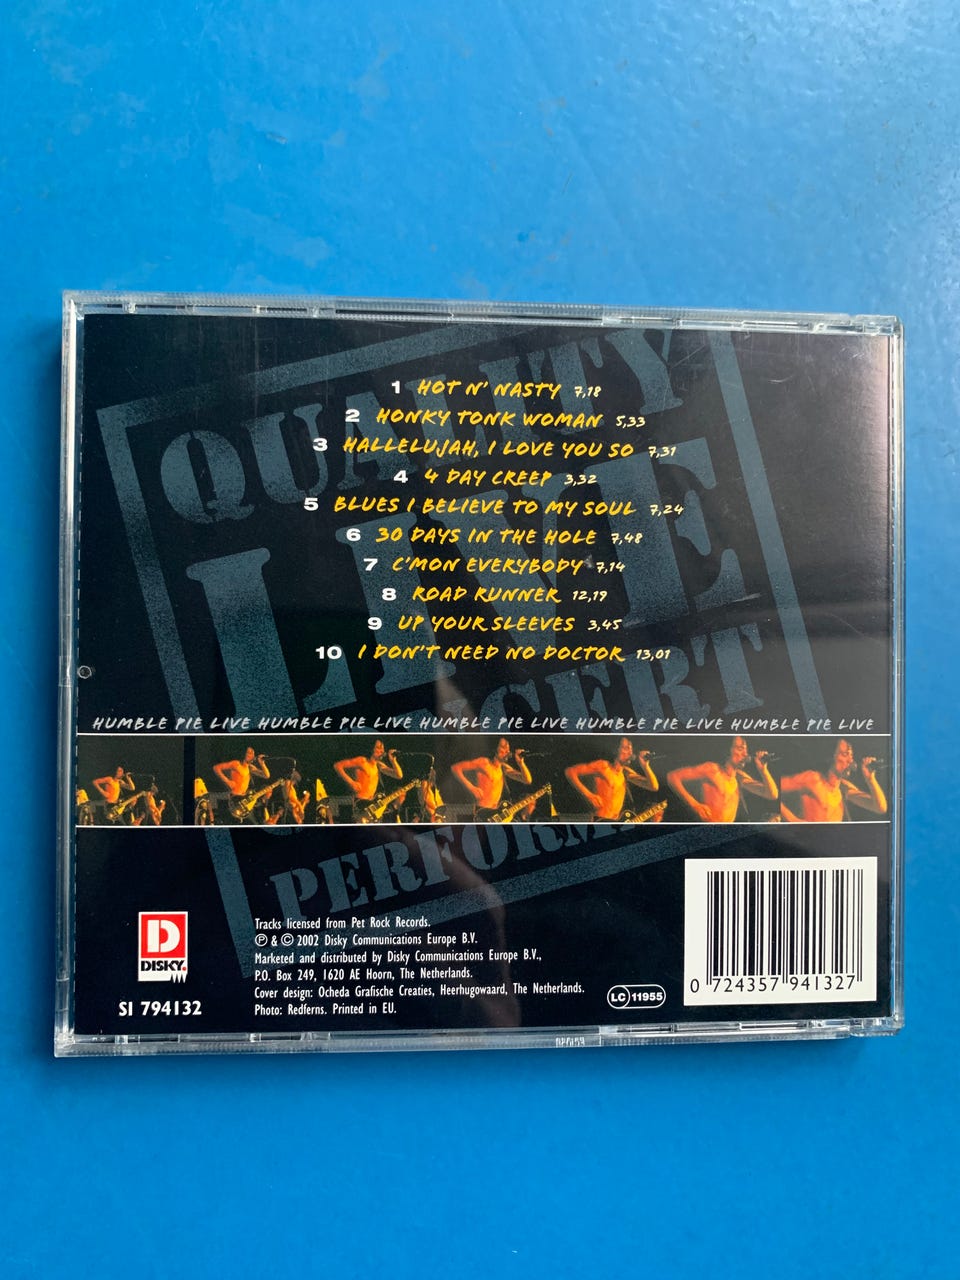 QUALITY
LIVE
CONCERT
PERFORM
1 HOT N' NASTY 7,18
2 HONKY TONK WOMAN 5,33
3 HALLELUJAH, I LOVE YOU SO 7,31
4 4 DAY CREEP 3,32
5 BLUES I BELIEVE TO MY SOUL 7,24
6 30 DAYS IN THE HOLE 7,48
7 C'MON EVERYBODY 7,14
8 ROAD RUNNER 12,19
9 UP YOUR SLEEVES 3,45
10 I DON'T NEED NO DOCTOR 13,01
HUMBLE PIE LIVE HUMBLE PIE LIVE HUMBLE PIE LIVE HUMBLE PIE LIVE HUMBLE PIE LIVE
D
DISKY.
SI 794132
Tracks licensed from Pet Rock Records.
℗ & © 2002 Disky Communications Europe B.V.
Marketed and distributed by Disky Communications Europe B.V.,
P.O. Box 249, 1620 AE Hoorn, The Netherlands.
Cover design: Ocheda Grafische Creaties, Heerhugowaard, The Netherlands.
Photo: Redferns. Printed in EU.
LC 11955
0 724357 941327